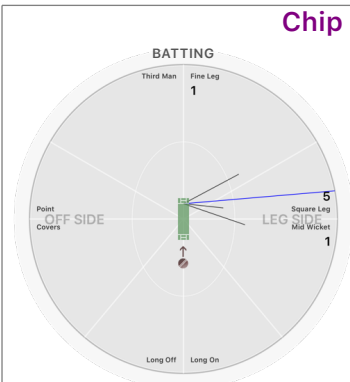 Chip
BATTING
Third Man
Fine Leg
1
5
Point
Square Leg
OFF SIDE
LEG SIDE
Covers
Mid Wicket
1
Long Off
Long On